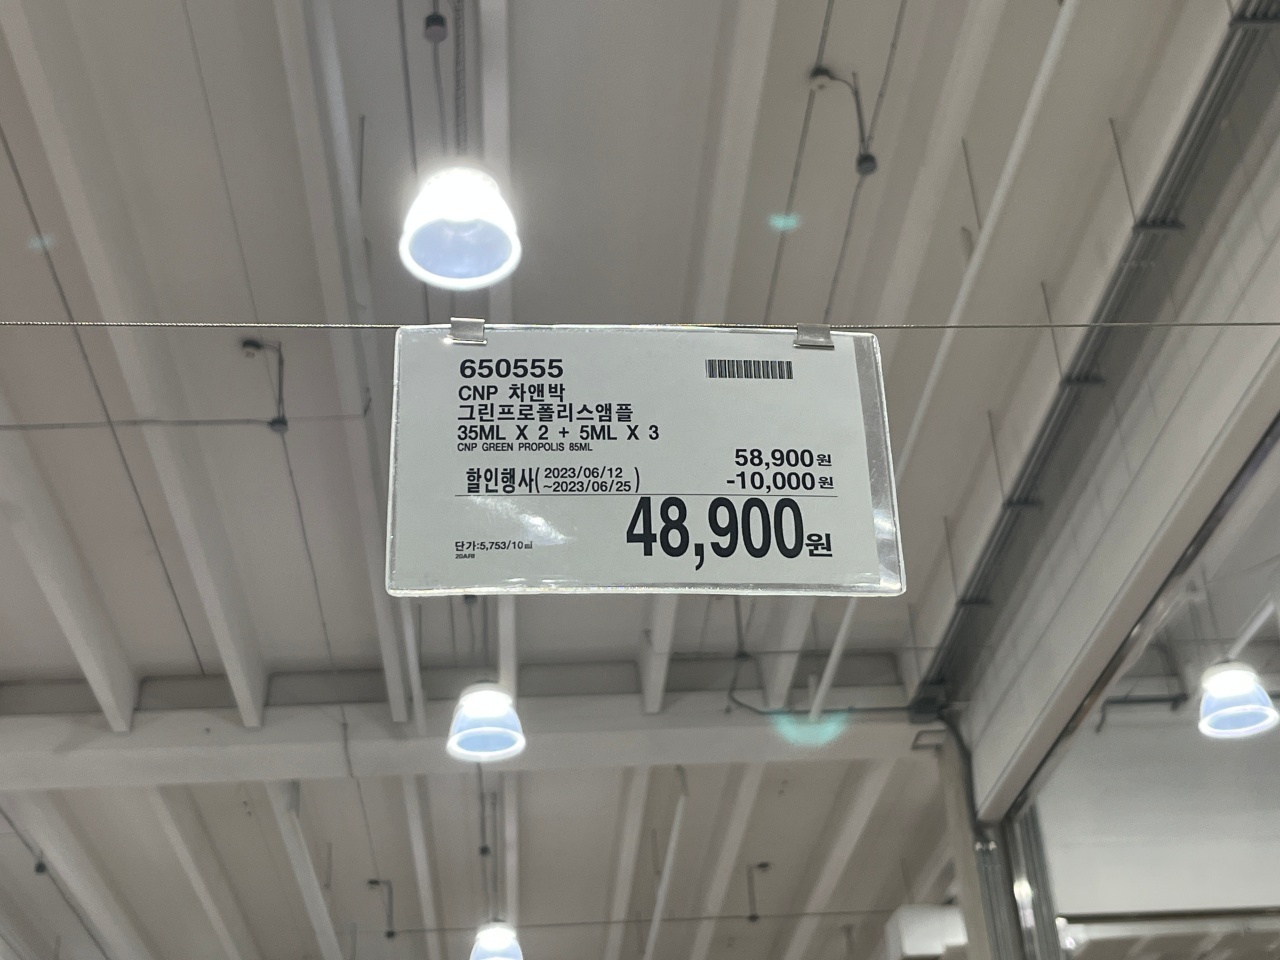 650555
CNP 차앤박
그린프로폴리스앰플
35ML X 2 + 5ML X 3
CNP GREEN PROPOLIS 85ML
58,900원
할인행사(2023/06/12 ~2023/06/25)
-10,000원
48,900원
단가:5,753/10㎖